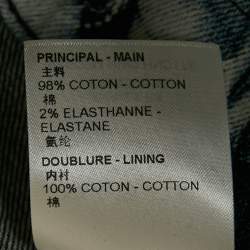 PRINCIPAL - MAIN
主料
98% COTON - COTTON
棉
2% ELASTHANNE -
ELASTANE
氨纶
DOUBLURE - LINING
内衬
100% COTON - COTTON
棉